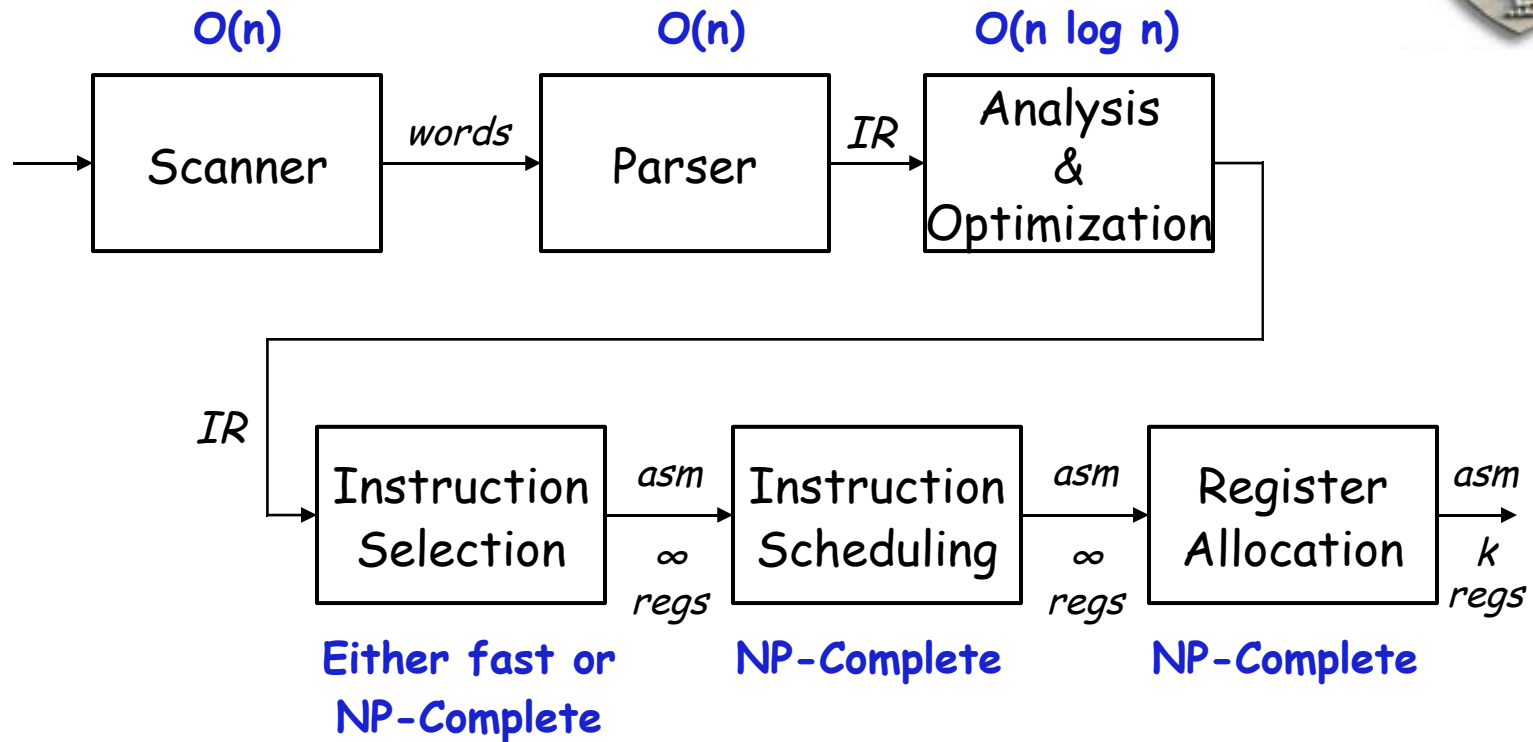 O(n)
O(n)
O(n log n)
Scanner
words
Parser
IR
Analysis
&
Optimization
IR
Instruction
Selection
asm
∞
regs
Instruction
Scheduling
asm
∞
regs
Register
Allocation
asm
k
regs
Either fast or
NP-Complete
NP-Complete
NP-Complete